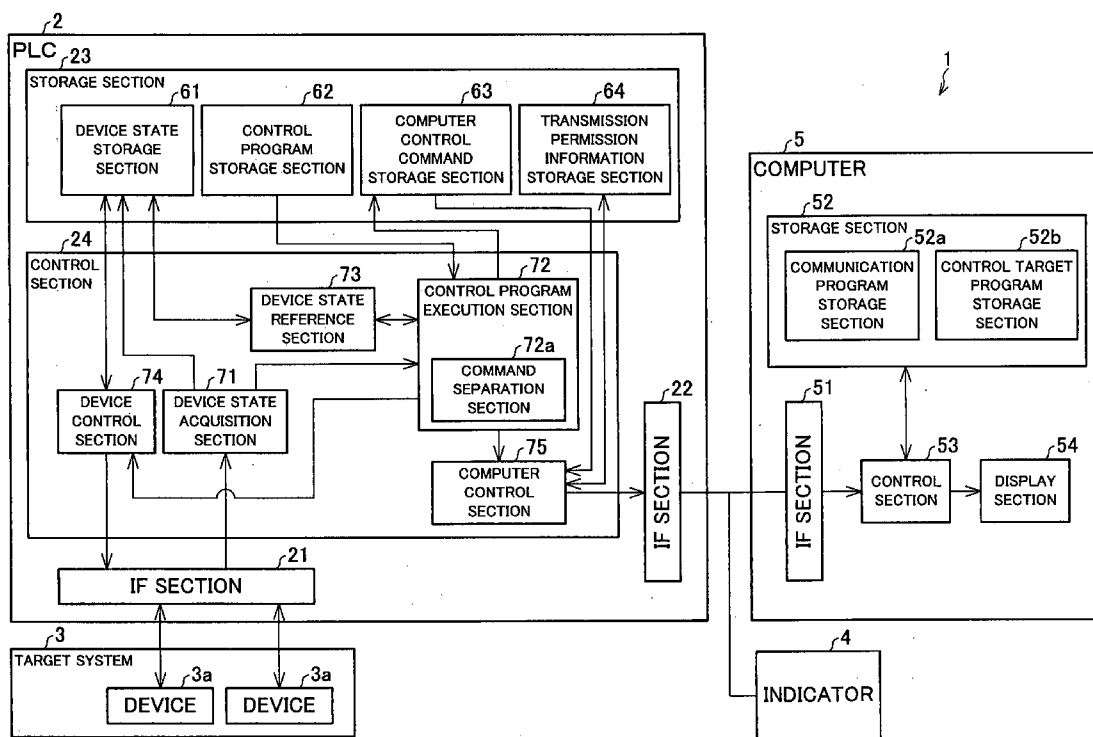 2
PLC
23
STORAGE SECTION
61
DEVICE STATE
STORAGE
SECTION
62
CONTROL
PROGRAM
STORAGE SECTION
63
COMPUTER
CONTROL
COMMAND
STORAGE SECTION
64
TRANSMISSION
PERMISSION
INFORMATION
STORAGE SECTION
1
24
CONTROL
SECTION
73
DEVICE STATE
REFERENCE
SECTION
72
CONTROL PROGRAM
EXECUTION SECTION
72a
COMMAND
SEPARATION
SECTION
74
DEVICE
CONTROL
SECTION
71
DEVICE STATE
ACQUISITION
SECTION
75
COMPUTER
CONTROL
SECTION
22
IF SECTION
21
IF SECTION
5
COMPUTER
52
STORAGE SECTION
52a
COMMUNICATION
PROGRAM
STORAGE
SECTION
52b
CONTROL TARGET
PROGRAM
STORAGE
SECTION
51
IF SECTION
53
CONTROL
SECTION
54
DISPLAY
SECTION
3
TARGET SYSTEM
3a
DEVICE
3a
DEVICE
4
INDICATOR